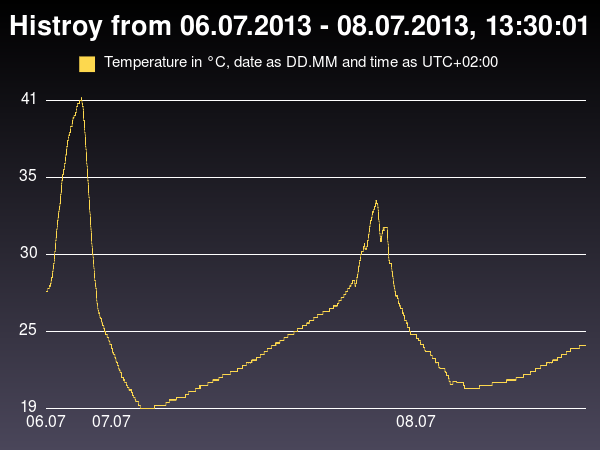 Histroy from 06.07.2013 - 08.07.2013, 13:30:01
Temperature in °C, date as DD.MM and time as UTC+02:00
41
35
30
25
19
06.07 07.07 08.07